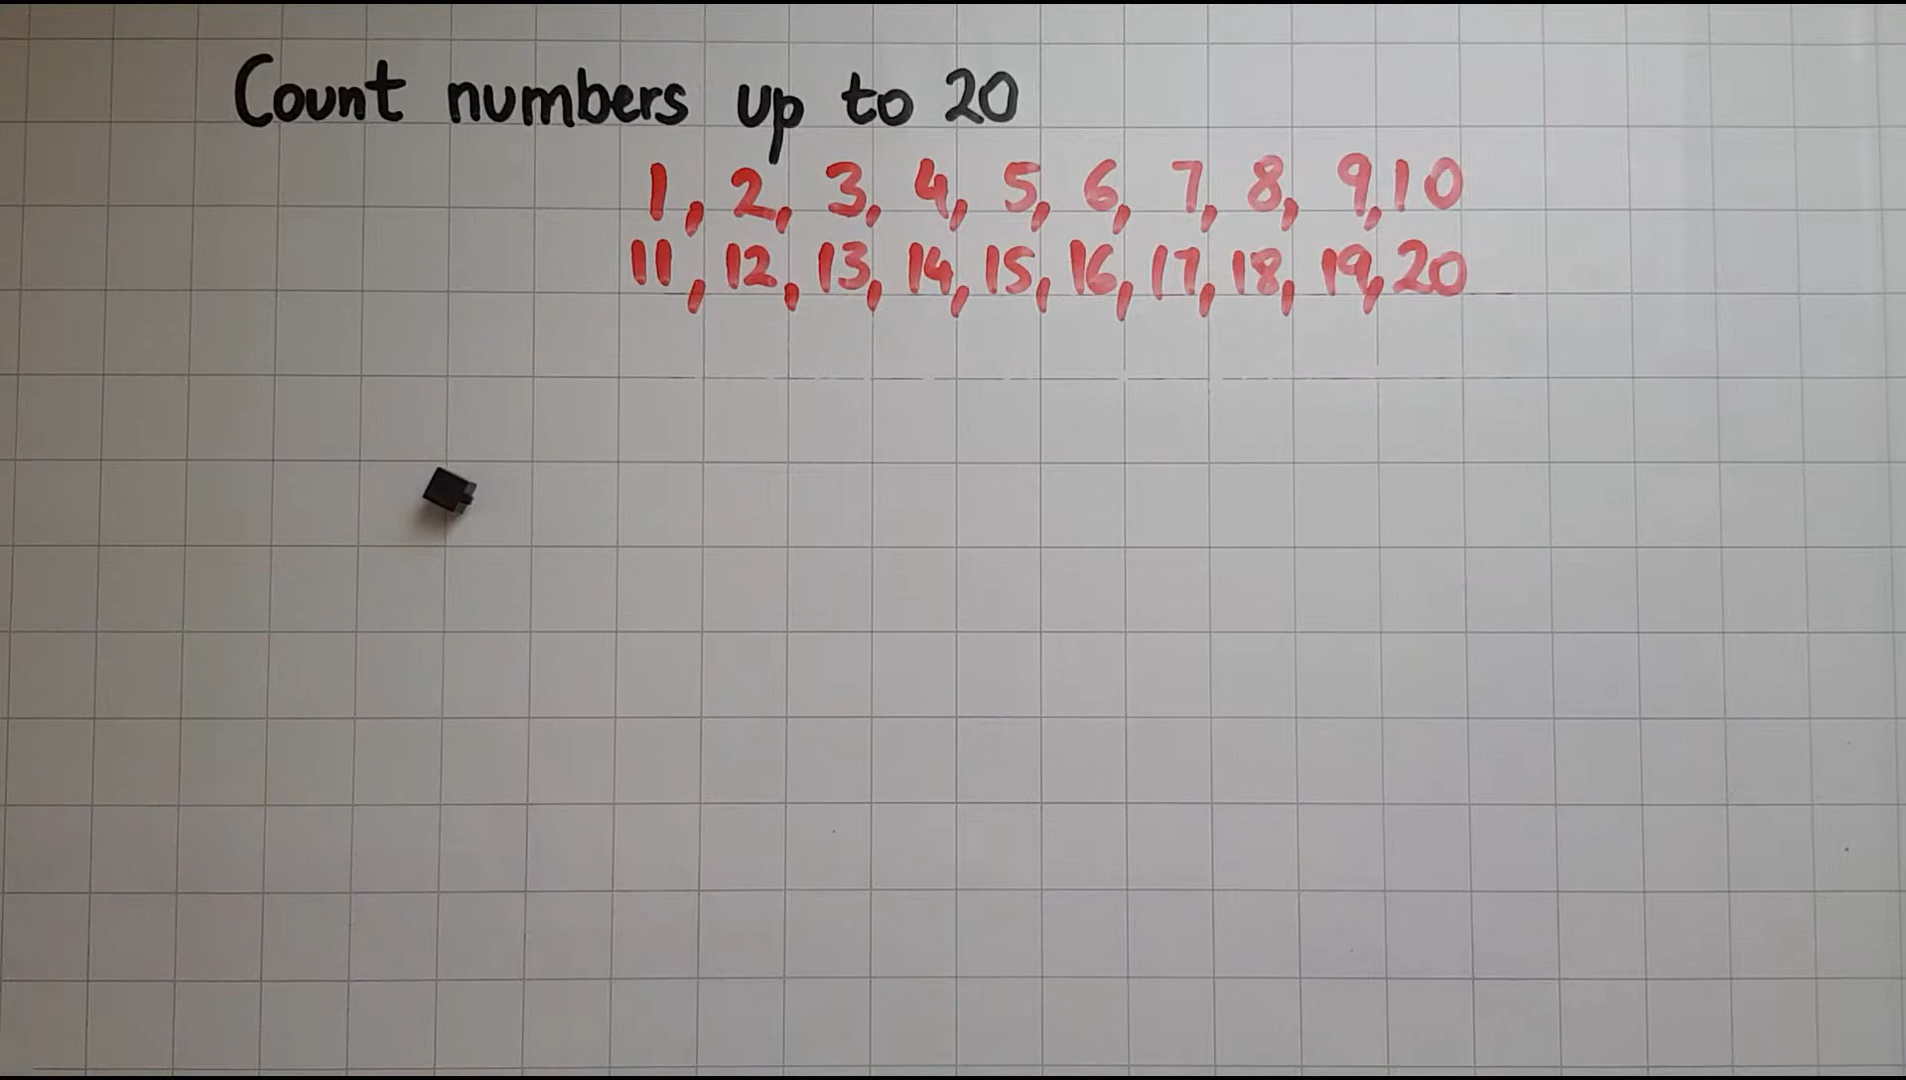 Count numbers up to 20
1, 2, 3, 4, 5, 6, 7, 8, 9, 10
11, 12, 13, 14, 15, 16, 17, 18, 19, 20